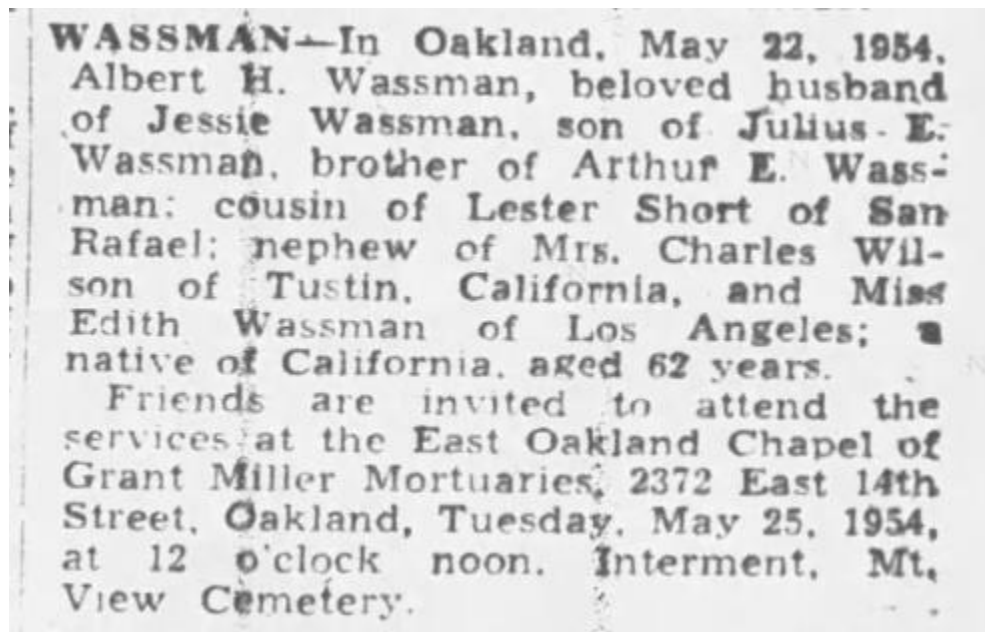 WASSMAN—In Oakland, May 22, 1954,
Albert H. Wassman, beloved husband
of Jessie Wassman, son of Julius E.
Wassman, brother of Arthur E. Wass-
man; cousin of Lester Short of San
Rafael; nephew of Mrs. Charles Wil-
son of Tustin, California, and Miss
Edith Wassman of Los Angeles; a
native of California, aged 62 years.
Friends are invited to attend the
services at the East Oakland Chapel of
Grant Miller Mortuaries, 2372 East 14th
Street, Oakland, Tuesday, May 25, 1954,
at 12 o'clock noon. Interment, Mt.
View Cemetery.